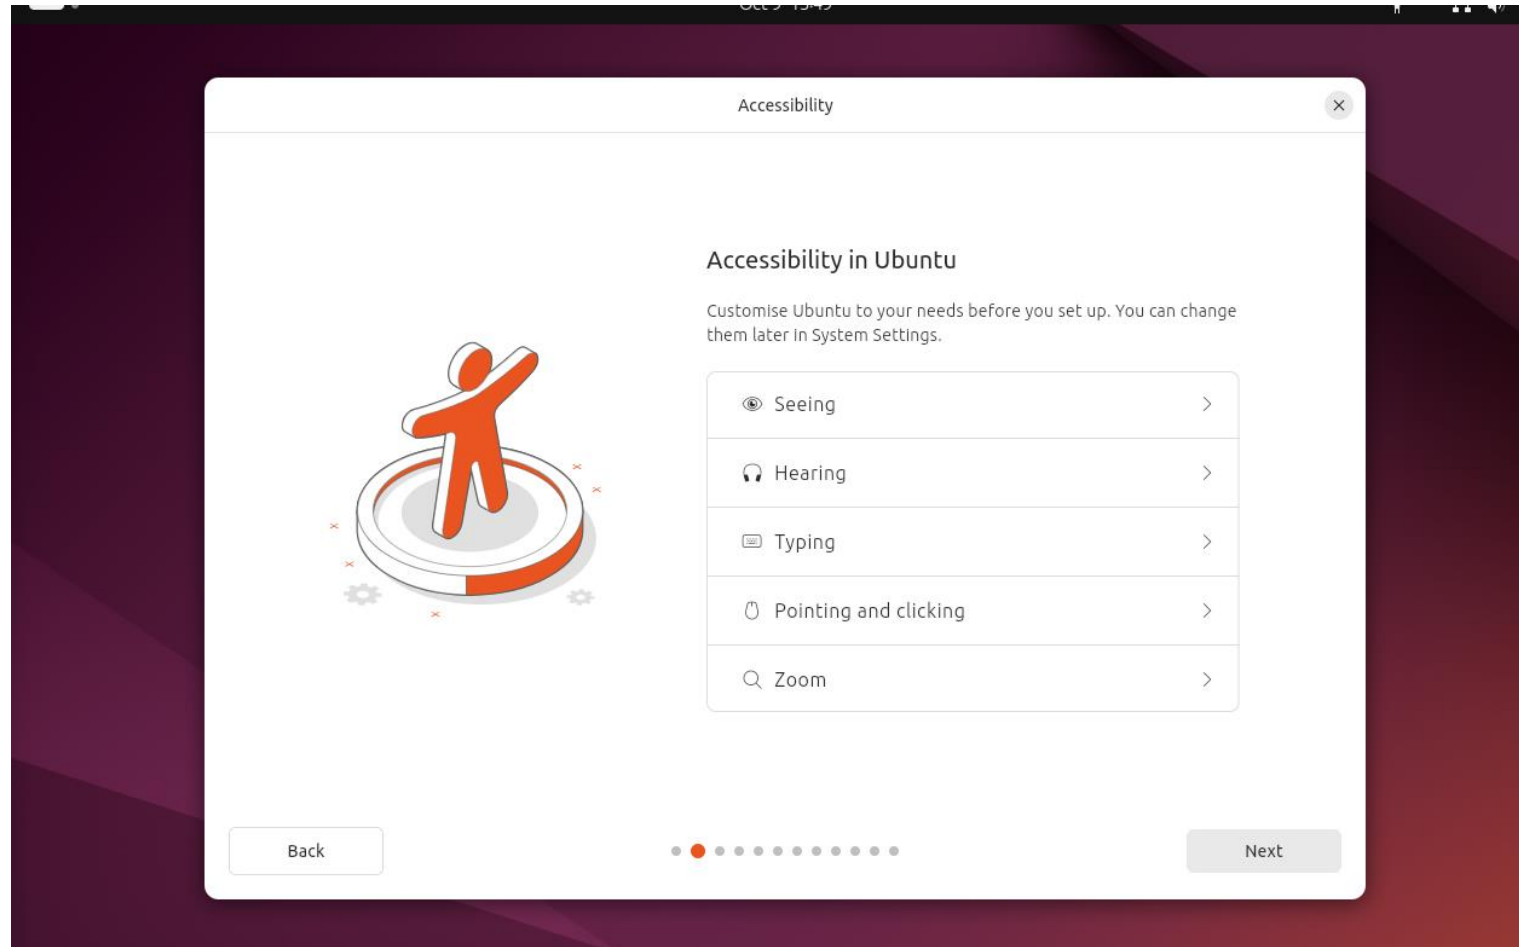 Accessibility
Accessibility in Ubuntu
Customise Ubuntu to your needs before you set up. You can change
them later in System Settings.
Seeing
Hearing
Typing
Pointing and clicking
Zoom
Back
Next